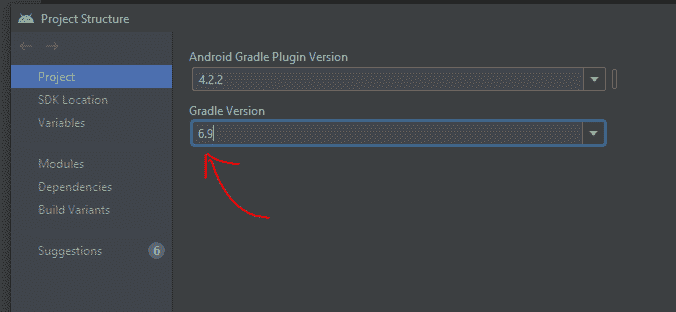 Project Structure
Android Gradle Plugin Version
4.2.2
Gradle Version
6.9
Project
SDK Location
Variables
Modules
Dependencies
Build Variants
Suggestions 6